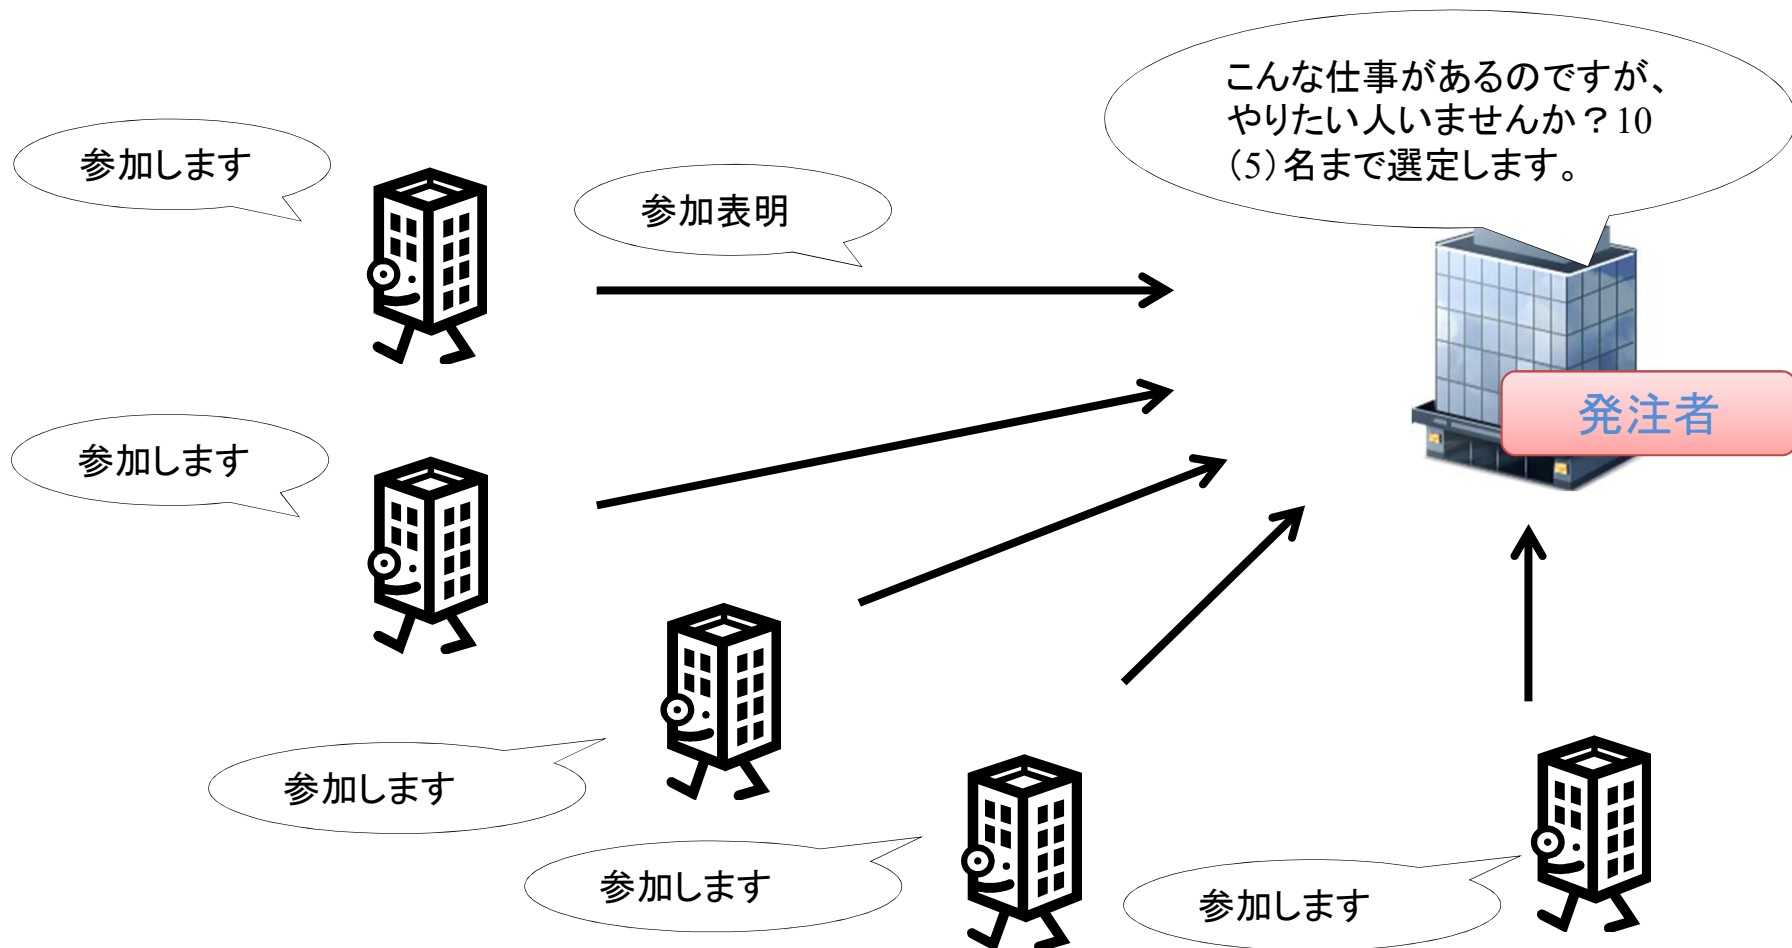 こんな仕事があるのですが、
やりたい人いませんか？10
（5）名まで選定します。
参加します
参加表明
発注者
参加します
参加します
参加します
参加します